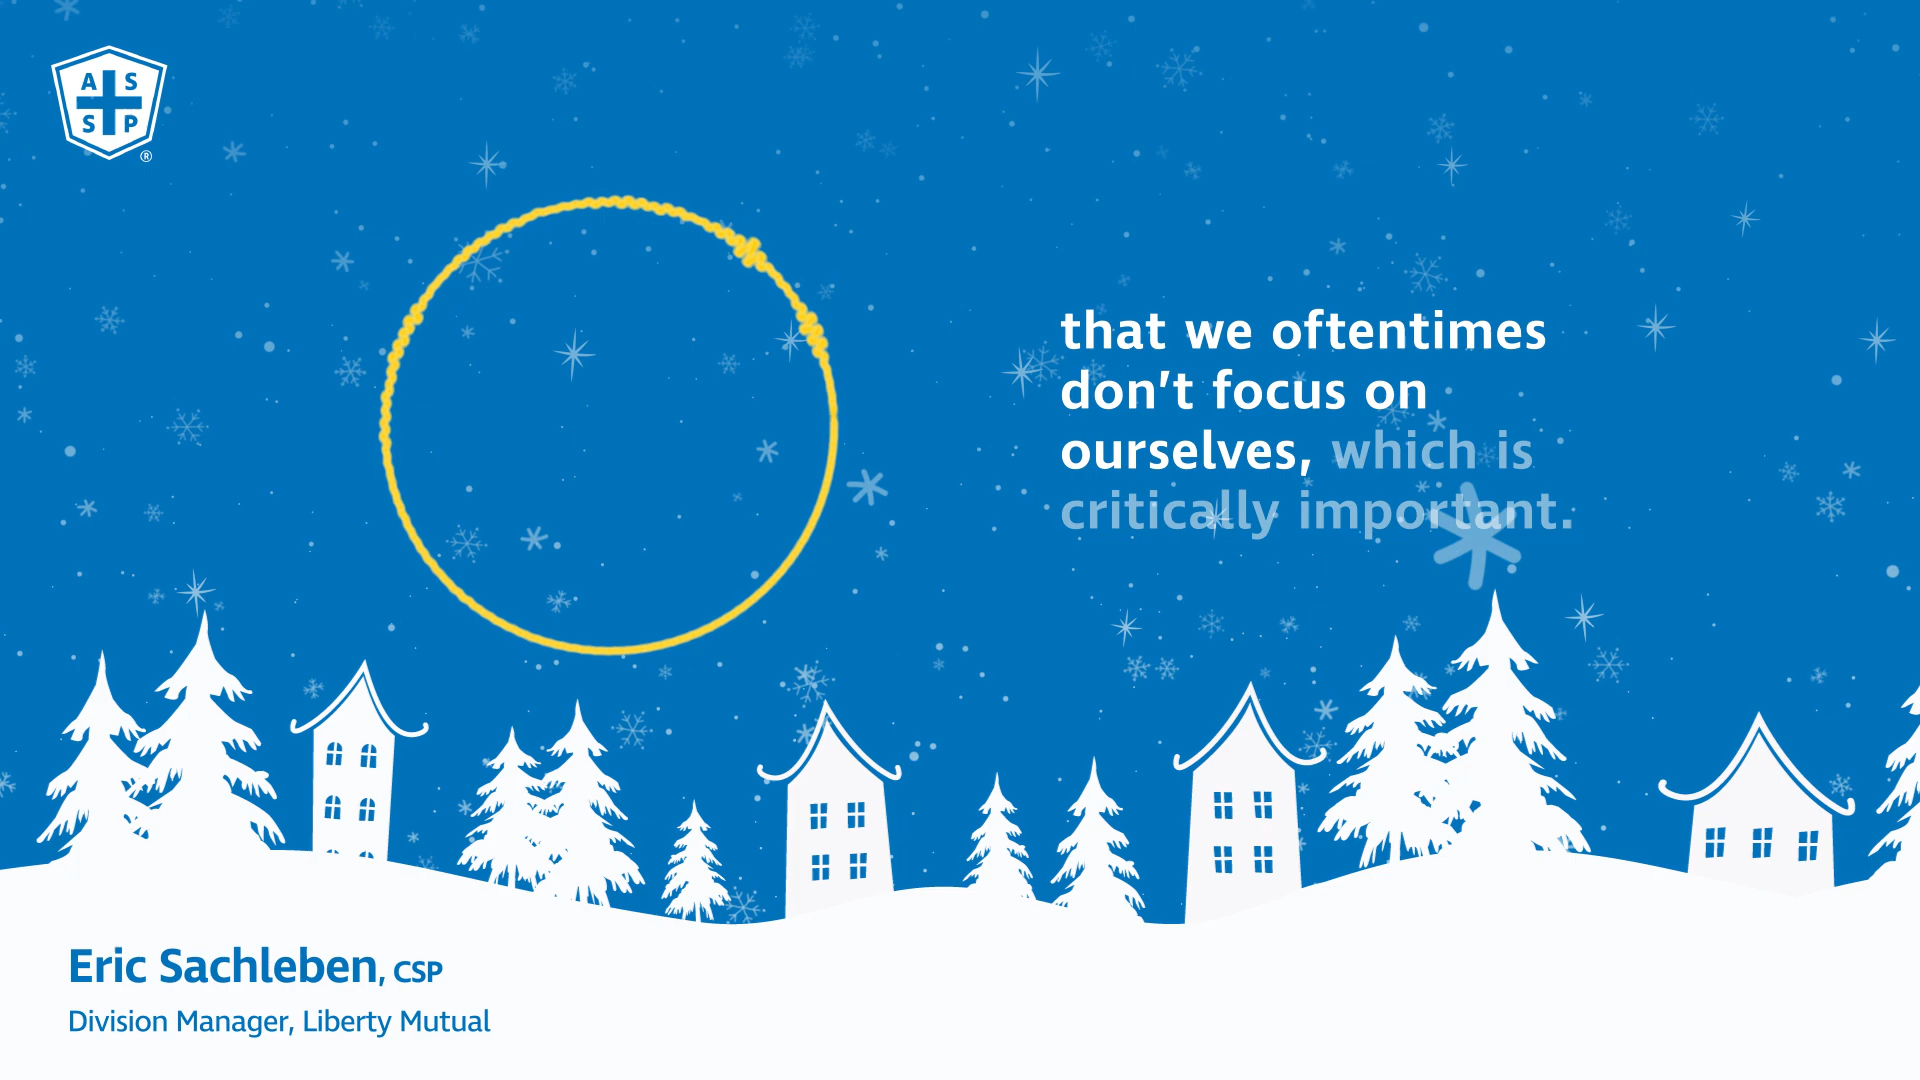 A S
S P
®
that we oftentimes
don't focus on
ourselves, which is
critically important.
Eric Sachleben, CSP
Division Manager, Liberty Mutual